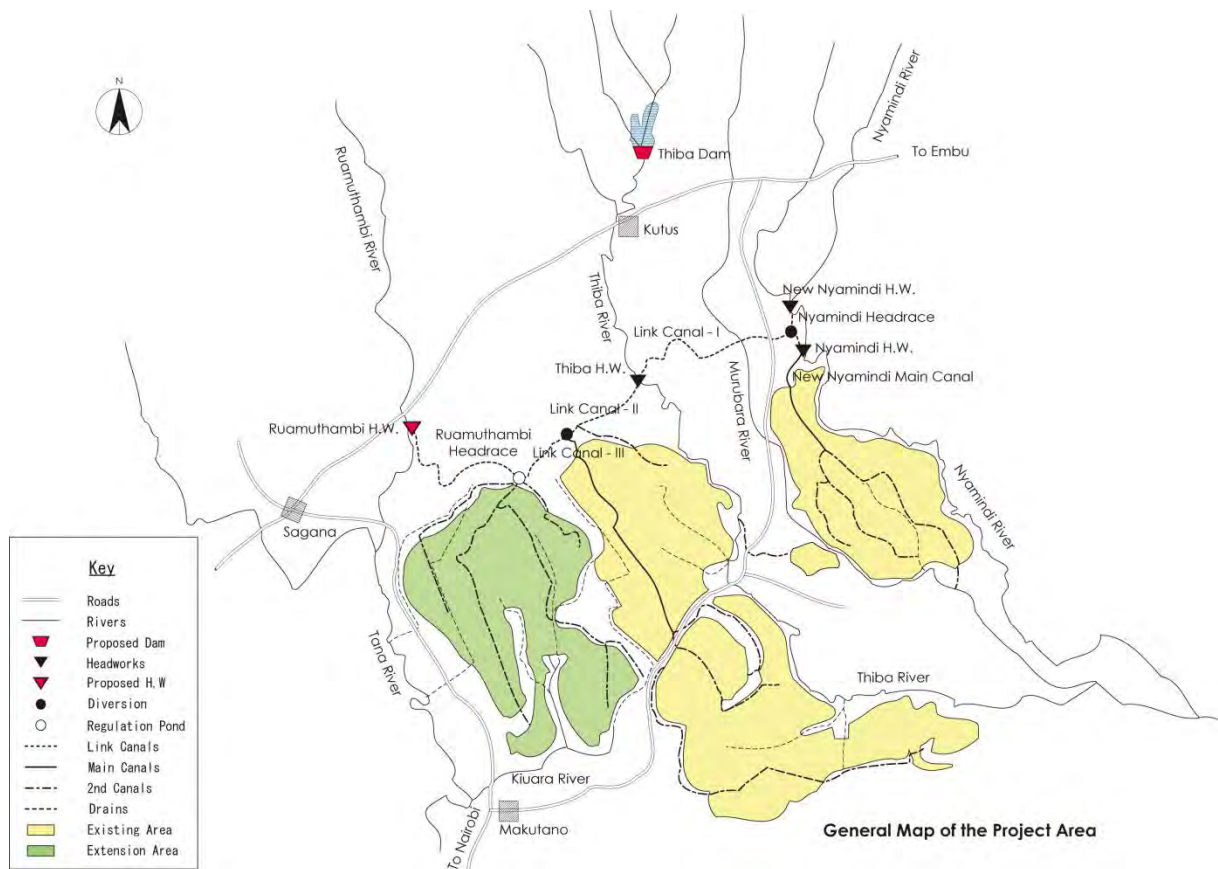 N
Nyamindi River
To Embu
Thiba Dam
Ruamuthambi River
Kutus
Thiba River
New Nyamindi H.W.
Nyamindi Headrace
Link Canal - I
Nyamindi H.W.
Thiba H.W.
Murubara River
New Nyamindi Main Canal
Link Canal - II
Ruamuthambi H.W.
Ruamuthambi
Headrace
Link Canal - III
Nyamindi River
Sagana
Tana River
Thiba River
Kiuara River
To Nairobi
Makutano
General Map of the Project Area
Key
Roads
Rivers
Proposed Dam
Headworks
Proposed H.W
Diversion
Regulation Pond
Link Canals
Main Canals
2nd Canals
Drains
Existing Area
Extension Area